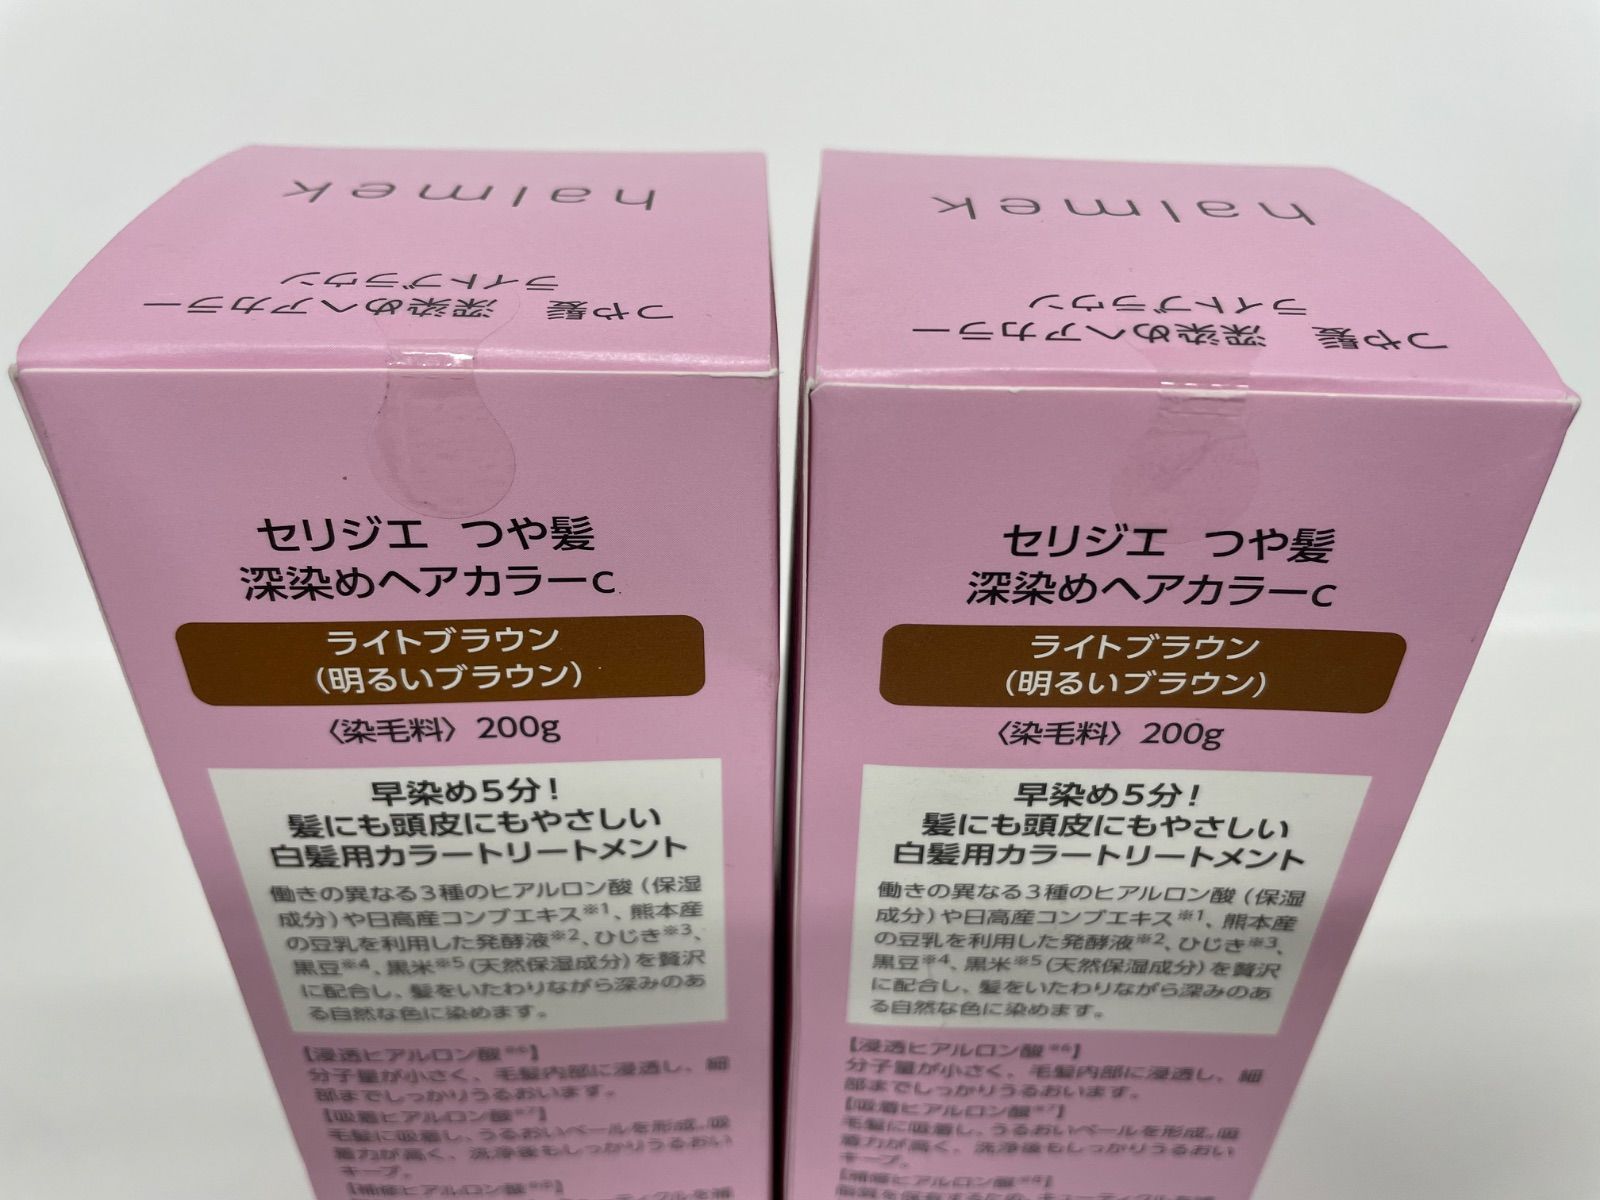 halmek
つや髪 深染めヘアカラー
ライトブラウン
セリジエ つや髪
深染めヘアカラーc
ライトブラウン
(明るいブラウン)
〈染毛料〉 200g
早染め5分!
髪にも頭皮にもやさしい
白髪用カラートリートメント
働きの異なる3種のヒアルロン酸(保湿
成分)や日高産コンブエキス※1、熊本産
の豆乳を利用した発酵液※2、ひじき※3、
黒豆※4、黒米※5(天然保湿成分)を贅沢
に配合し、髪をいたわりながら深みのあ
る自然な色に染めます。
【浸透ヒアルロン酸※6】
分子量が小さく、毛髪内部に浸透し、細
部までしっかりうるおいます。
【吸着ヒアルロン酸※7】
毛髪に吸着し、うるおいベールを形成。吸
着力が高く、洗浄後もしっかりうるおい
キープ。
【補修ヒアルロン酸※8】
halmek
つや髪 深染めヘアカラー
ライトブラウン
セリジエ つや髪
深染めヘアカラーc
ライトブラウン
(明るいブラウン)
〈染毛料〉 200g
早染め5分!
髪にも頭皮にもやさしい
白髪用カラートリートメント
働きの異なる3種のヒアルロン酸(保湿
成分)や日高産コンブエキス※1、熊本産
の豆乳を利用した発酵液※2、ひじき※3、
黒豆※4、黒米※5(天然保湿成分)を贅沢
に配合し、髪をいたわりながら深みのあ
る自然な色に染めます。
【浸透ヒアルロン酸※6】
分子量が小さく、毛髪内部に浸透し、細
部までしっかりうるおいます。
【吸着ヒアルロン酸※7】
毛髪に吸着し、うるおいベールを形成。吸
着力が高く、洗浄後もしっかりうるおい
キープ。
【補修ヒアルロン酸※8】